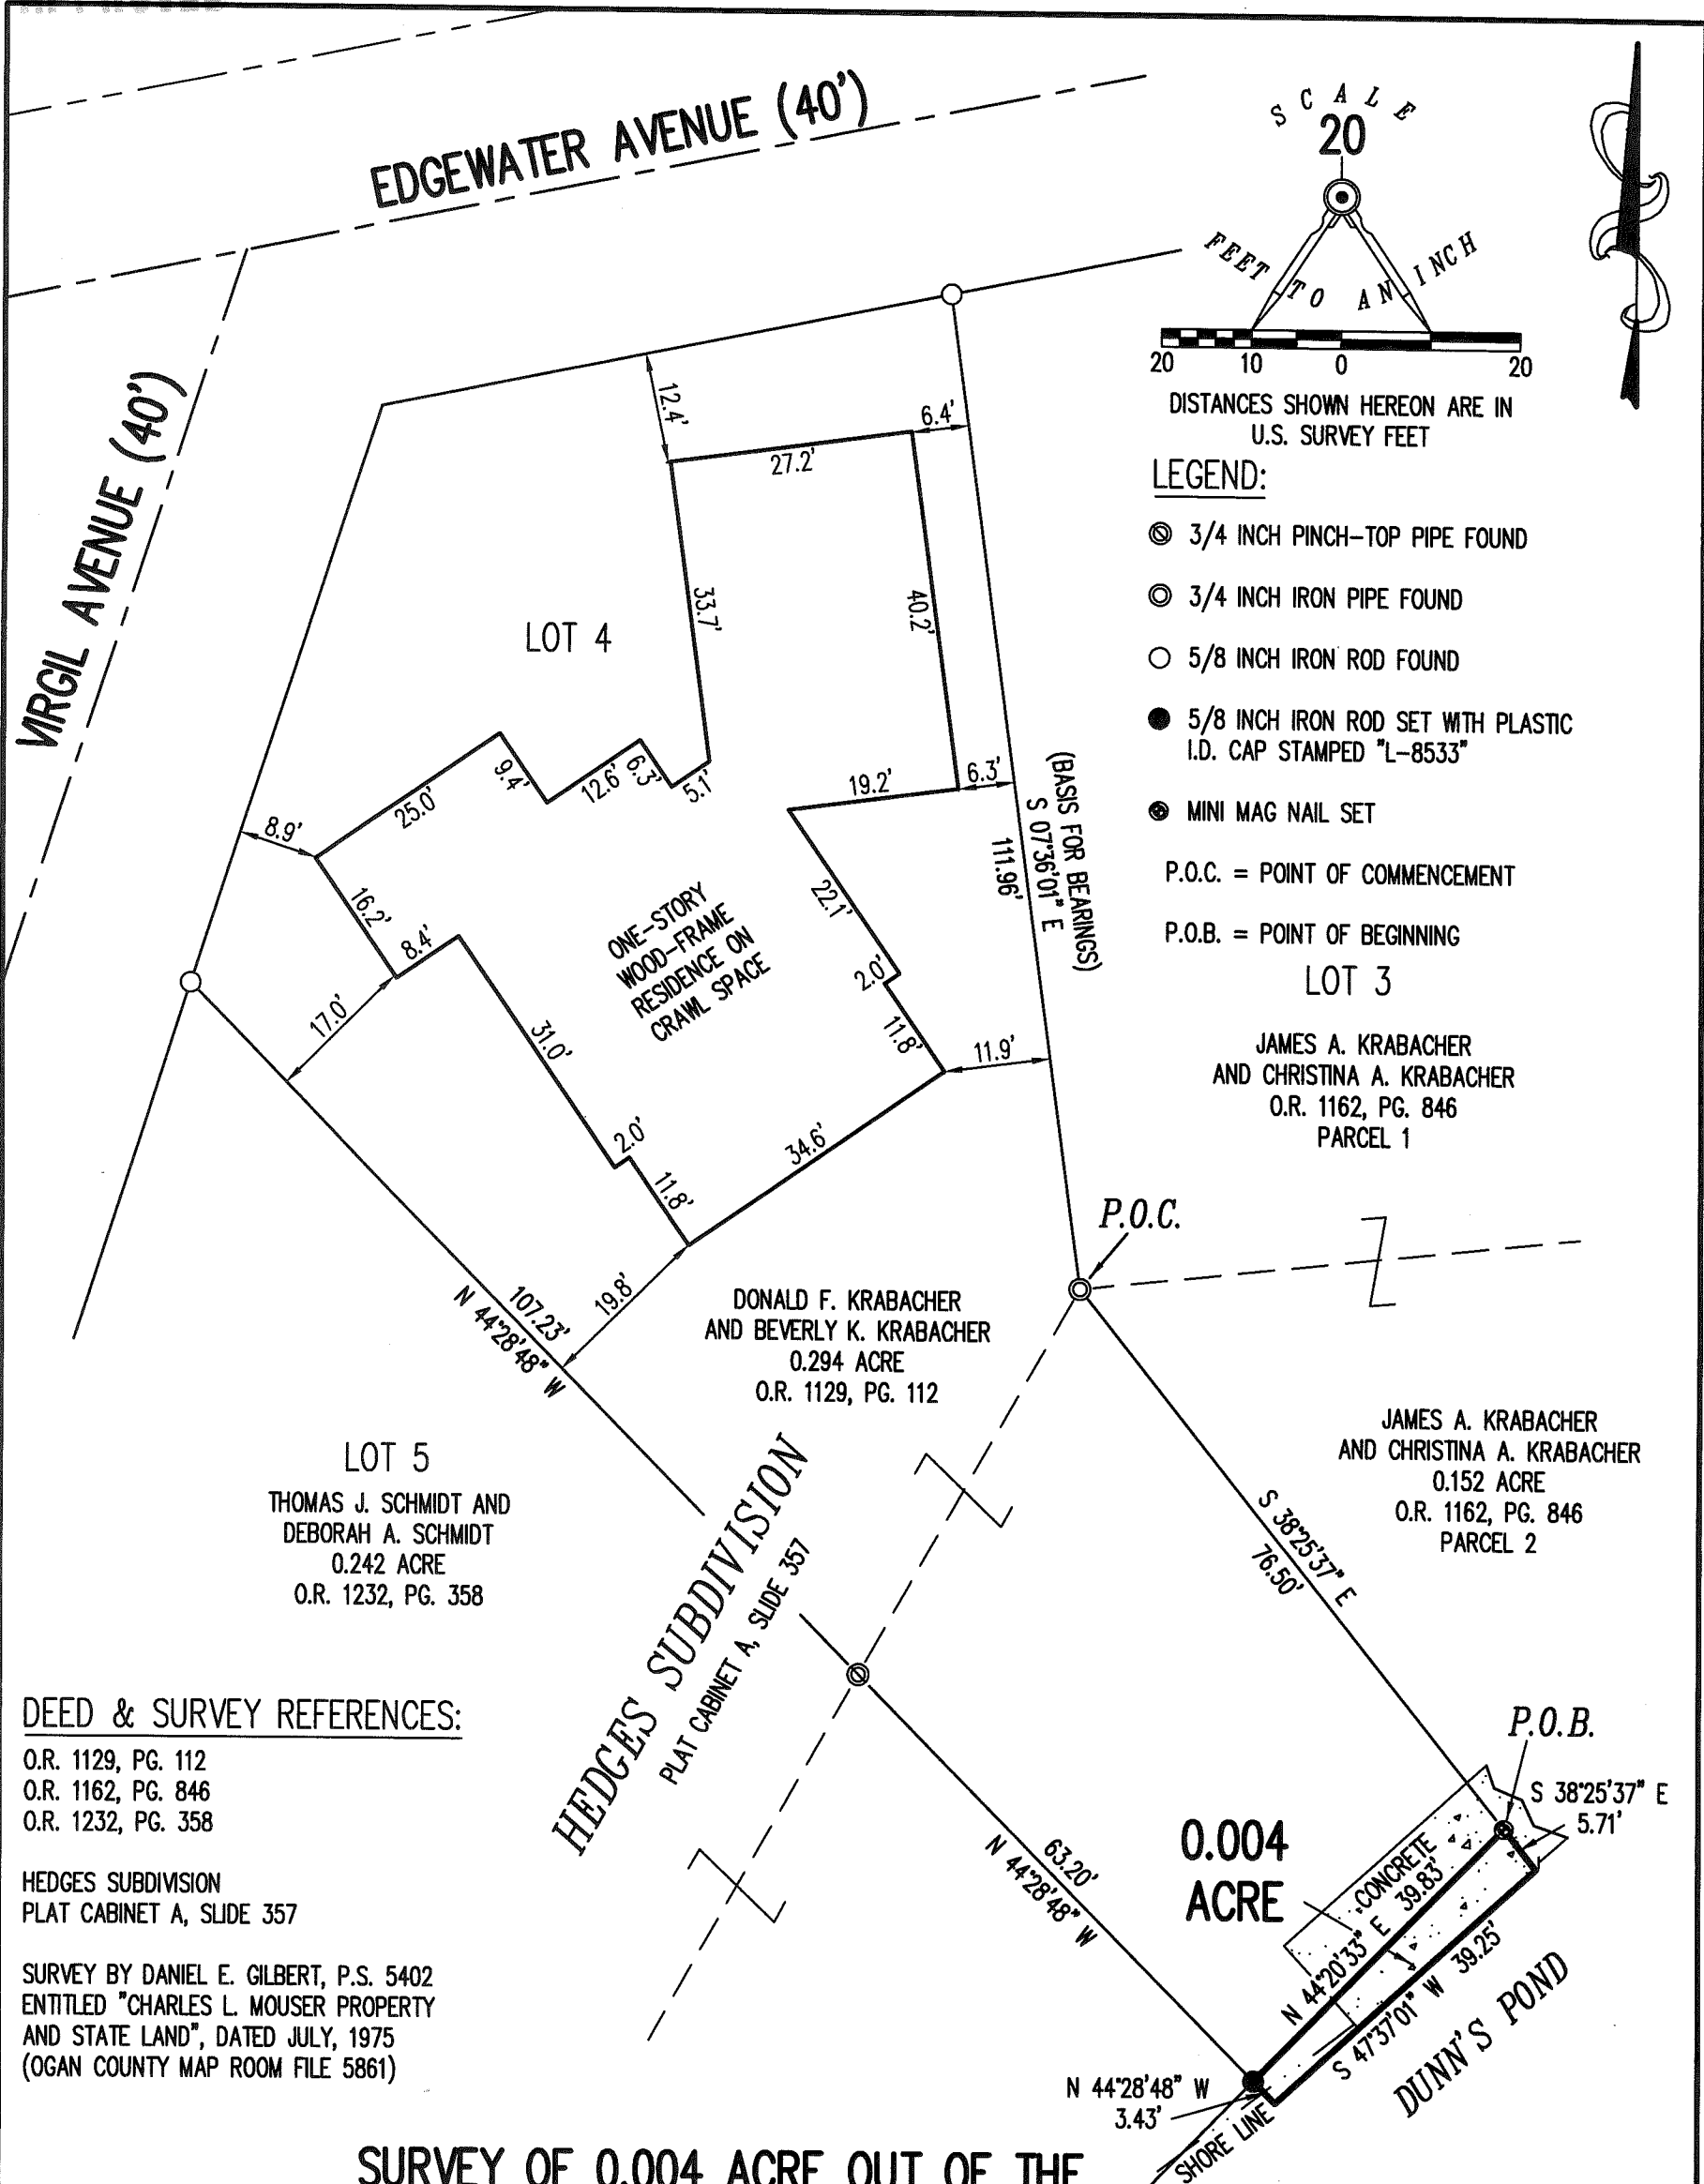 EDGEWATER AVENUE (40')
VIRGIL AVENUE (40')
SCALE
20
FEET TO AN INCH
20 10 0 20
DISTANCES SHOWN HEREON ARE IN
U.S. SURVEY FEET
LEGEND:
3/4 INCH PINCH-TOP PIPE FOUND
3/4 INCH IRON PIPE FOUND
5/8 INCH IRON ROD FOUND
5/8 INCH IRON ROD SET WITH PLASTIC
I.D. CAP STAMPED "L-8533"
MINI MAG NAIL SET
P.O.C. = POINT OF COMMENCEMENT
P.O.B. = POINT OF BEGINNING
LOT 3
JAMES A. KRABACHER
AND CHRISTINA A. KRABACHER
O.R. 1162, PG. 846
PARCEL 1
12.4'
6.4'
27.2'
33.7'
40.2'
LOT 4
9.4'
12.6'
6.3'
5.1'
25.0'
8.9'
19.2'
6.3'
(BASIS FOR BEARINGS)
S 07°36'01" E
111.96'
16.2'
8.4'
17.0'
22.1'
2.0'
11.8'
11.9'
ONE-STORY
WOOD-FRAME
RESIDENCE ON
CRAWL SPACE
31.0'
2.0'
11.8'
34.6'
19.8'
107.23'
N 44°28'48" W
P.O.C.
DONALD F. KRABACHER
AND BEVERLY K. KRABACHER
0.294 ACRE
O.R. 1129, PG. 112
JAMES A. KRABACHER
AND CHRISTINA A. KRABACHER
0.152 ACRE
O.R. 1162, PG. 846
PARCEL 2
LOT 5
THOMAS J. SCHMIDT AND
DEBORAH A. SCHMIDT
0.242 ACRE
O.R. 1232, PG. 358
HEDGES SUBDIVISION
PLAT CABINET A, SLIDE 357
S 38°25'37" E
76.50'
DEED & SURVEY REFERENCES:
O.R. 1129, PG. 112
O.R. 1162, PG. 846
O.R. 1232, PG. 358
HEDGES SUBDIVISION
PLAT CABINET A, SLIDE 357
SURVEY BY DANIEL E. GILBERT, P.S. 5402
ENTITLED "CHARLES L. MOUSER PROPERTY
AND STATE LAND", DATED JULY, 1975
(OGAN COUNTY MAP ROOM FILE 5861)
63.20'
N 44°28'48" W
P.O.B.
S 38°25'37" E
5.71'
0.004
ACRE
CONCRETE
N 44°20'33" E 39.83'
S 47°37'01" W 39.25'
DUNN'S POND
N 44°28'48" W
3.43'
SHORE LINE
SURVEY OF 0.004 ACRE OUT OF THE